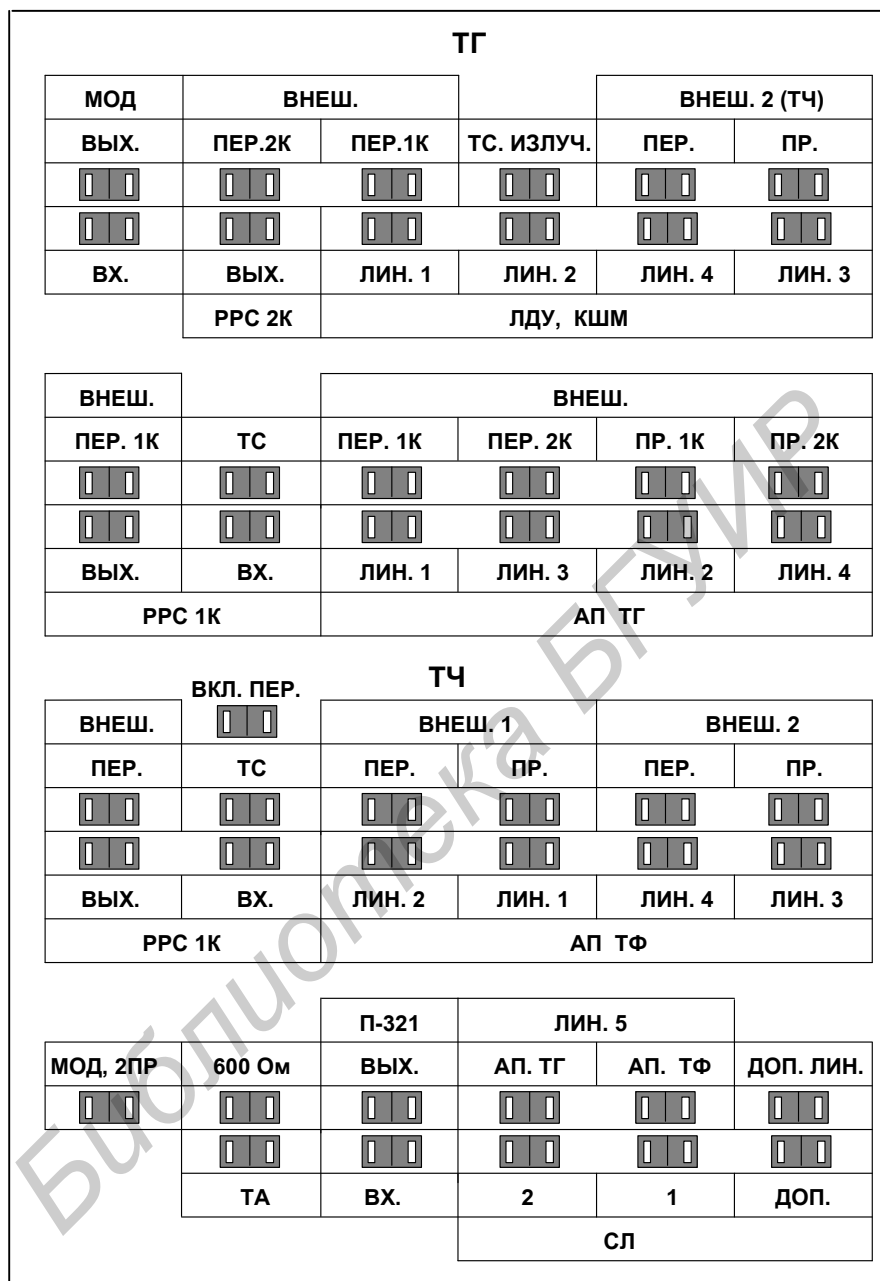 ТГ
МОД ВНЕШ. ВНЕШ. 2 (ТЧ)
ВЫХ. ПЕР.2К ПЕР.1К ТС. ИЗЛУЧ. ПЕР. ПР.
ВХ. ВЫХ. ЛИН. 1 ЛИН. 2 ЛИН. 4 ЛИН. 3
РРС 2К ЛДУ, КШМ
ВНЕШ. ВНЕШ.
ПЕР. 1К ТС ПЕР. 1К ПЕР. 2К ПР. 1К ПР. 2К
ВЫХ. ВХ. ЛИН. 1 ЛИН. 3 ЛИН. 2 ЛИН. 4
РРС 1К АП ТГ
ТЧ
ВКЛ. ПЕР.
ВНЕШ. ВНЕШ. 1 ВНЕШ. 2
ПЕР. ТС ПЕР. ПР. ПЕР. ПР.
ВЫХ. ВХ. ЛИН. 2 ЛИН. 1 ЛИН. 4 ЛИН. 3
РРС 1К АП ТФ
П-321 ЛИН. 5
МОД, 2ПР 600 Ом ВЫХ. АП. ТГ АП. ТФ ДОП. ЛИН.
ТА ВХ. 2 1 ДОП.
СЛ
Библиотека БГУИР